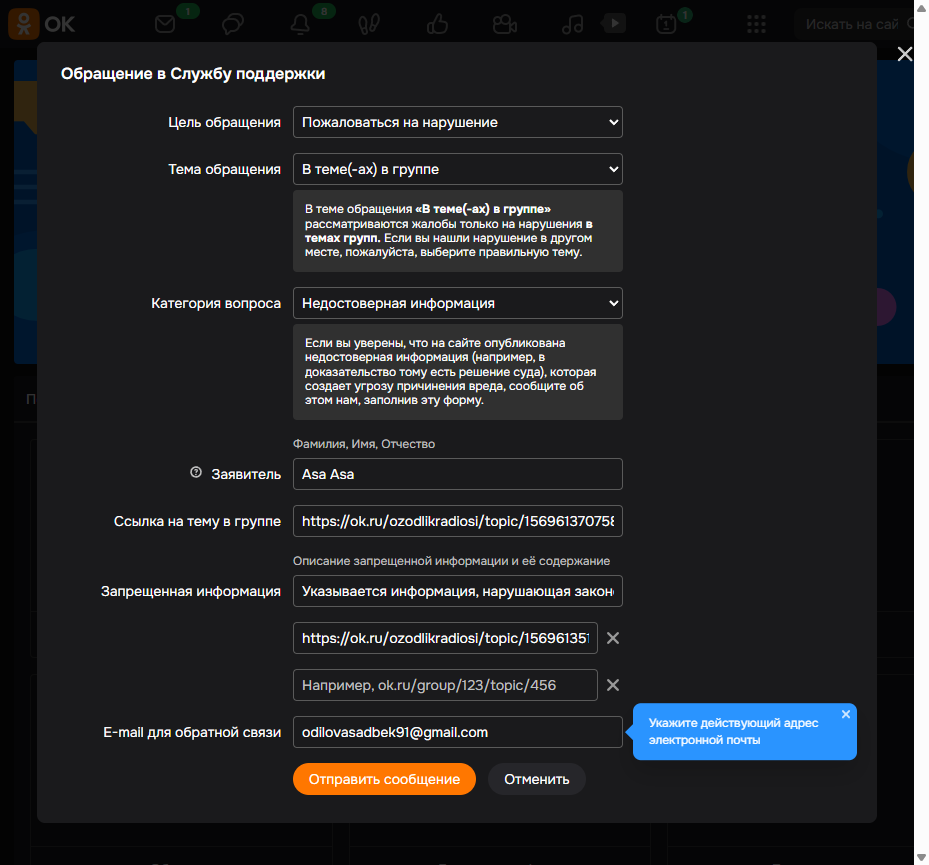 OK
1
8
1
Искать на сай
Обращение в Службу поддержки
Цель обращения
Пожаловаться на нарушение
Тема обращения
В теме(-ах) в группе
В теме обращения «В теме(-ах) в группе»
рассматриваются жалобы только на нарушения в
темах групп. Если вы нашли нарушение в другом
месте, пожалуйста, выберите правильную тему.
Категория вопроса
Недостоверная информация
Если вы уверены, что на сайте опубликована
недостоверная информация (например, в
доказательство тому есть решение суда), которая
создает угрозу причинения вреда, сообщите об
этом нам, заполнив эту форму.
П
Фамилия, Имя, Отчество
Заявитель
Asa Asa
Ссылка на тему в группе
https://ok.ru/ozodlikradiosi/topic/156961370758
Описание запрещенной информации и её содержание
Запрещенная информация
Указывается информация, нарушающая закон
https://ok.ru/ozodlikradiosi/topic/156961351
Например, ok.ru/group/123/topic/456
E-mail для обратной связи
odilovasadbek91@gmail.com
Укажите действующий адрес
электронной почты
Отправить сообщение
Отменить